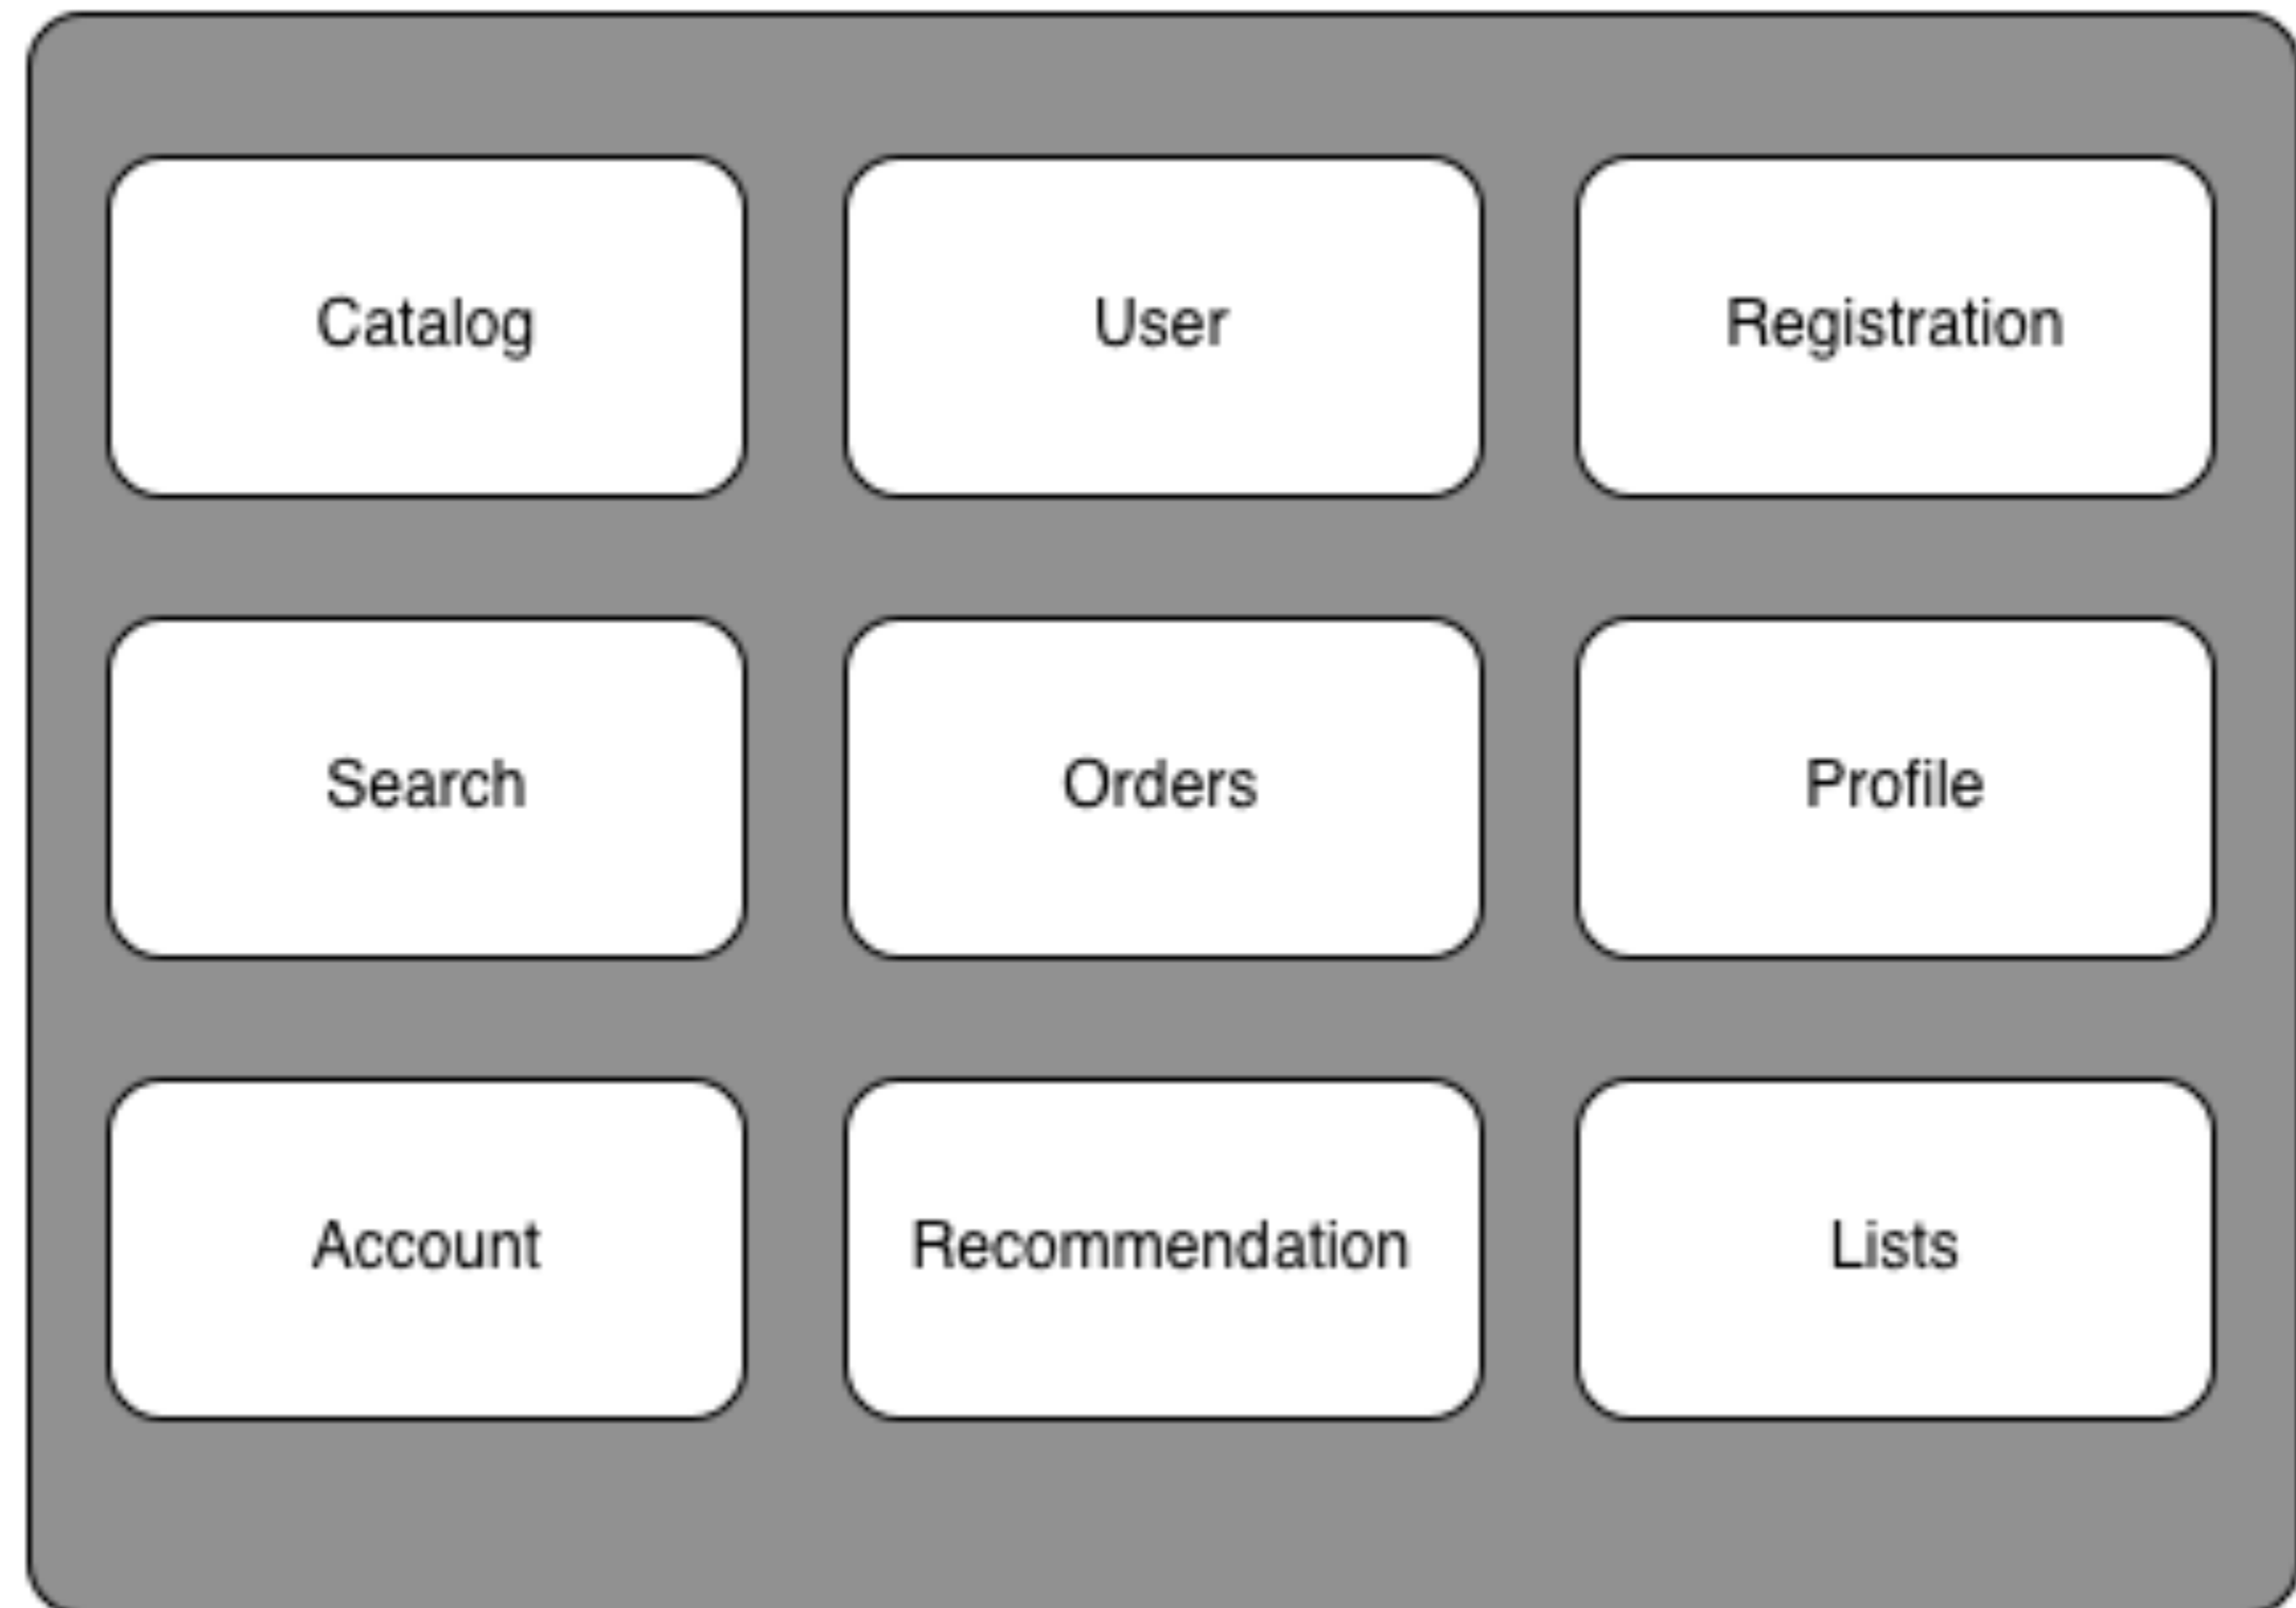 Catalog
User
Registration
Search
Orders
Profile
Account
Recommendation
Lists